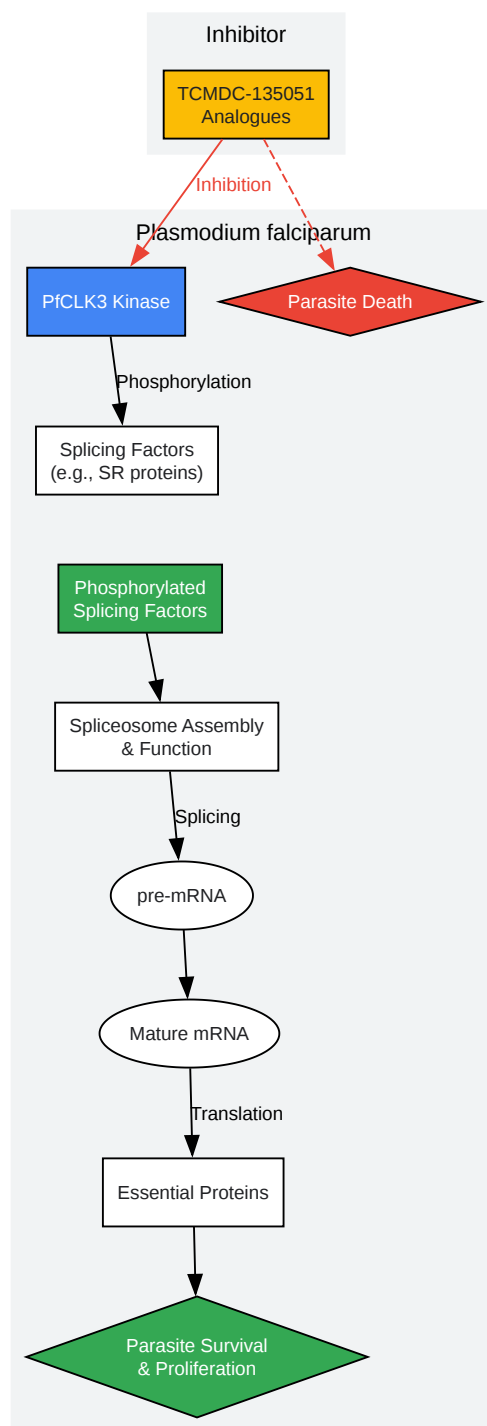 Inhibitor
TCMDC-135051
Analogues
Inhibition
Plasmodium falciparum
PfCLK3 Kinase
Parasite Death
Phosphorylation
Splicing Factors
(e.g., SR proteins)
Phosphorylated
Splicing Factors
Spliceosome Assembly
& Function
Splicing
pre-mRNA
Mature mRNA
Translation
Essential Proteins
Parasite Survival
& Proliferation